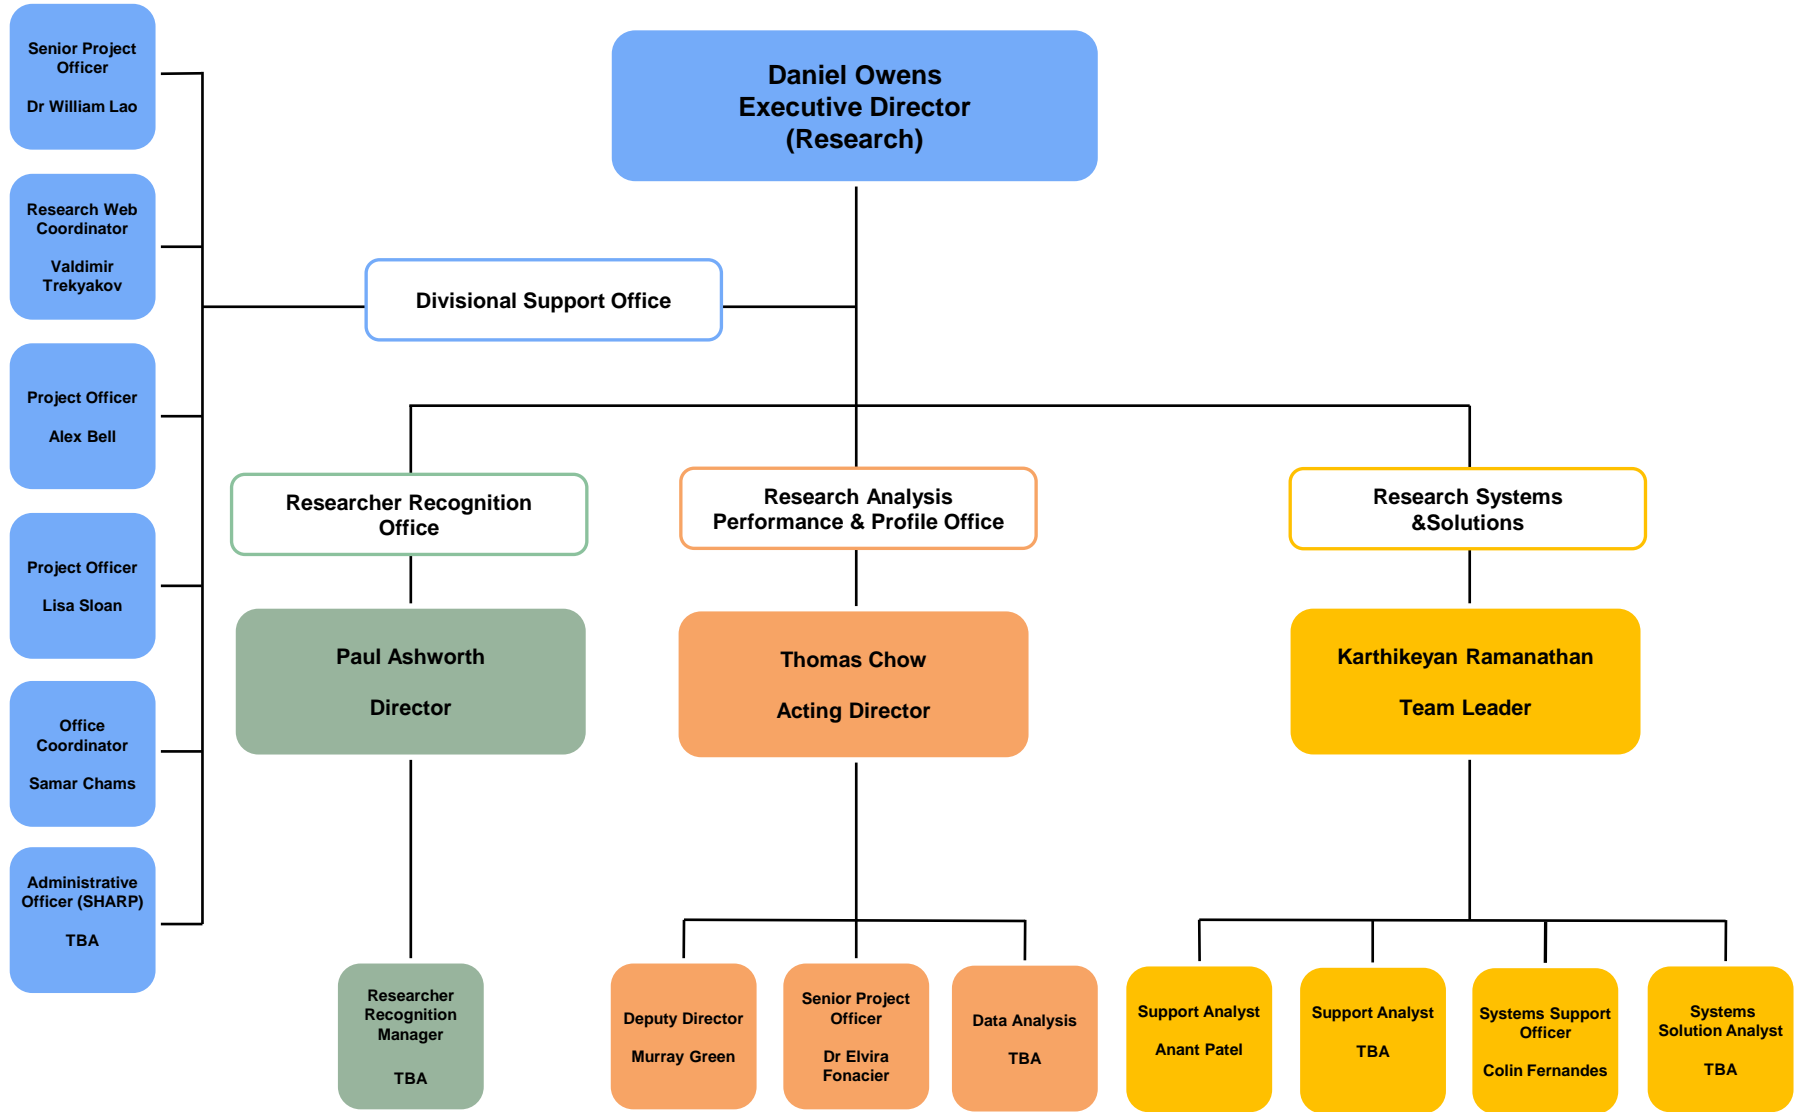 Daniel Owens
Executive Director
(Research)
Senior Project
Officer
Dr William Lao
Research Web
Coordinator
Valdimir
Trekyakov
Project Officer
Alex Bell
Project Officer
Lisa Sloan
Office
Coordinator
Samar Chams
Administrative
Officer (SHARP)
TBA
Divisional Support Office
Researcher Recognition
Office
Paul Ashworth
Director
Researcher
Recognition
Manager
TBA
Research Analysis
Performance & Profile Office
Thomas Chow
Acting Director
Deputy Director
Murray Green
Senior Project
Officer
Dr Elvira
Fonacier
Data Analysis
TBA
Research Systems
&Solutions
Karthikeyan Ramanathan
Team Leader
Support Analyst
Anant Patel
Support Analyst
TBA
Systems Support
Officer
Colin Fernandes
Systems
Solution Analyst
TBA